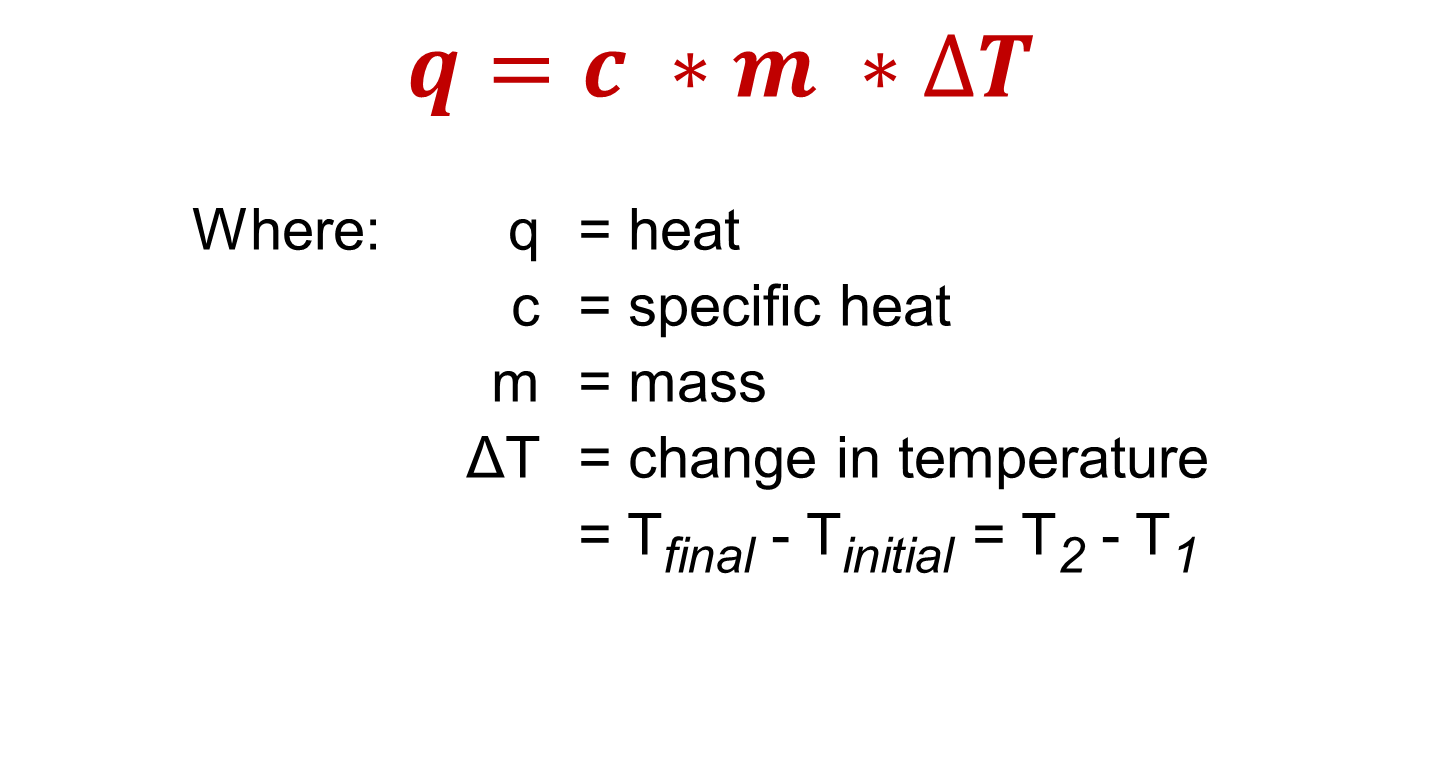 q = c * m * ΔT
Where: q = heat
c = specific heat
m = mass
ΔT = change in temperature
= Tfinal - Tinitial = T2 - T1